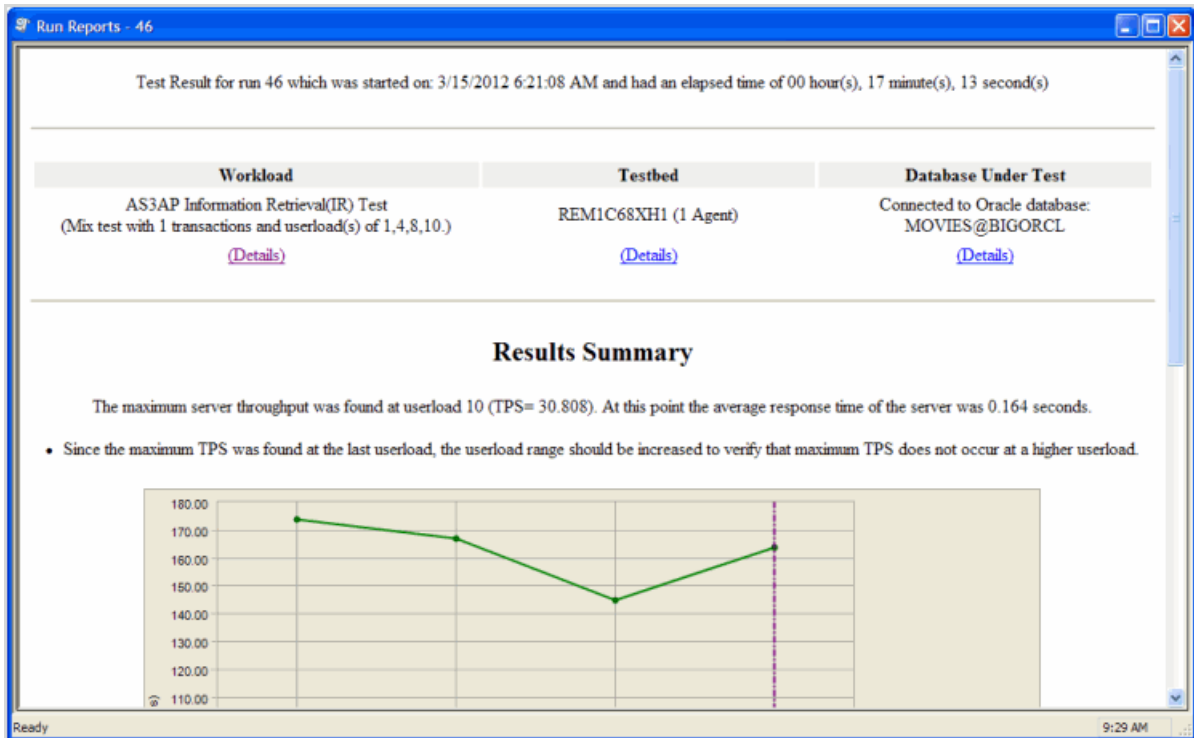 Run Reports - 46
Test Result for run 46 which was started on: 3/15/2012 6:21:08 AM and had an elapsed time of 00 hour(s), 17 minute(s), 13 second(s)
Workload Testbed Database Under Test
AS3AP Information Retrieval(IR) Test
(Mix test with 1 transactions and userload(s) of 1,4,8,10.)
(Details)
REM1C68XH1 (1 Agent)
(Details)
Connected to Oracle database:
MOVIES@BIGORCL
(Details)
Results Summary
The maximum server throughput was found at userload 10 (TPS= 30.808). At this point the average response time of the server was 0.164 seconds.
• Since the maximum TPS was found at the last userload, the userload range should be increased to verify that maximum TPS does not occur at a higher userload.
180.00
170.00
160.00
150.00
140.00
130.00
120.00
110.00
Ready
9:29 AM